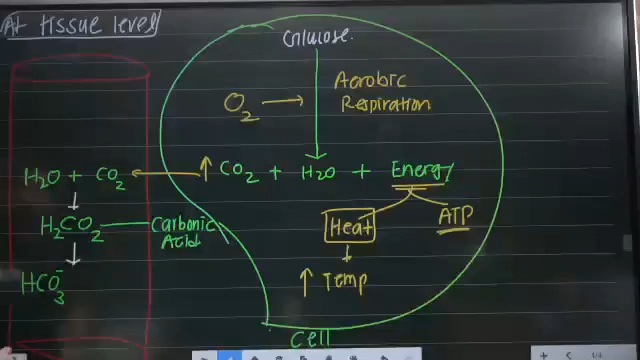 At tissue level
Glulose.
O2 → Aerobic
Respiration
H2O + CO2 ← ↑ CO2 + H2O + Energy
H2CO2 — Carbonic
Acid
Heat ATP
HCO3-
↑ Temp
Cell